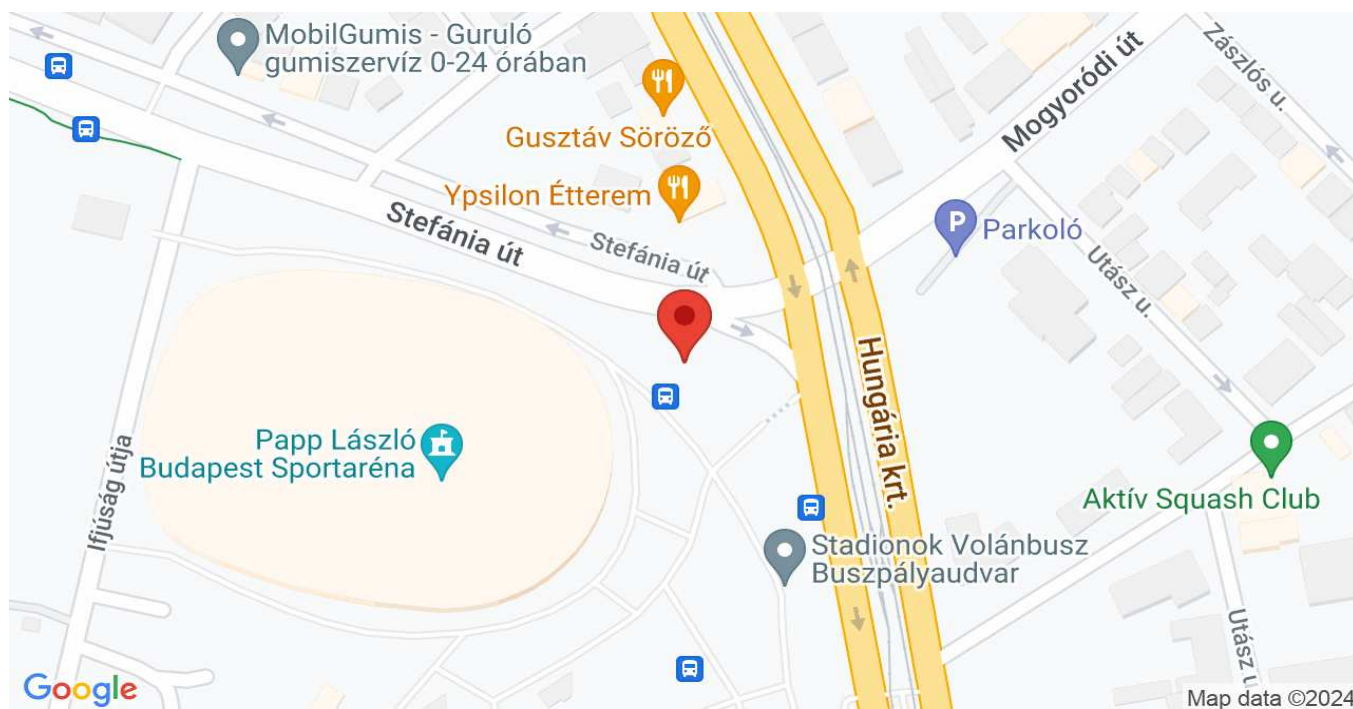 MobilGumis - Guruló
gumiszervíz 0-24 órában
Zászlós u.
Mogyoródi út
Gusztáv Söröző
Ypsilon Étterem
Stefánia út
Stefánia út
P
Parkoló
Utász u.
Hungária krt.
Papp László
Budapest Sportaréna
Ifjúság útja
Aktív Squash Club
Stadionok Volánbusz
Buszpályaudvar
Utász u.
Google
Map data ©2024